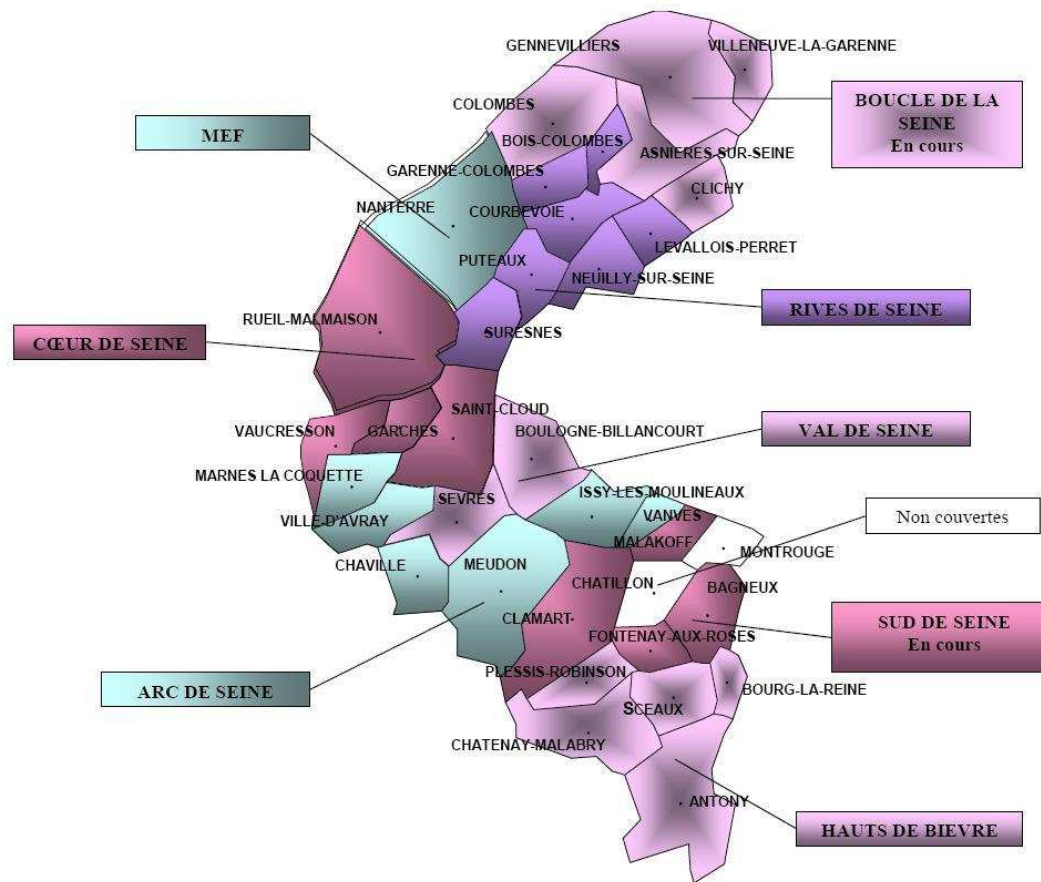 GENNEVILLIERS
VILLENEUVE-LA-GARENNE
COLOMBES
BOUCLE DE LA
SEINE
En cours
MEF
BOIS-COLOMBES
ASNIERES-SUR-SEINE
GARENNE-COLOMBES
CLICHY
NANTERRE
COURBEVOIE
LEVALLOIS-PERRET
PUTEAUX
NEUILLY-SUR-SEINE
RIVES DE SEINE
RUEIL-MALMAISON
SURESNES
CŒUR DE SEINE
SAINT-CLOUD
VAUCRESSON
GARCHES
BOULOGNE-BILLANCOURT
VAL DE SEINE
MARNES LA COQUETTE
SEVRES
ISSY-LES-MOULINEAUX
VILLE-D'AVRAY
VANVES
Non couvertes
MALAKOFF
MONTROUGE
CHAVILLE
MEUDON
CHATILLON
BAGNEUX
CLAMART
SUD DE SEINE
En cours
FONTENAY-AUX-ROSES
PLESSIS-ROBINSON
ARC DE SEINE
BOURG-LA-REINE
SCEAUX
CHATENAY-MALABRY
ANTONY
HAUTS DE BIEVRE